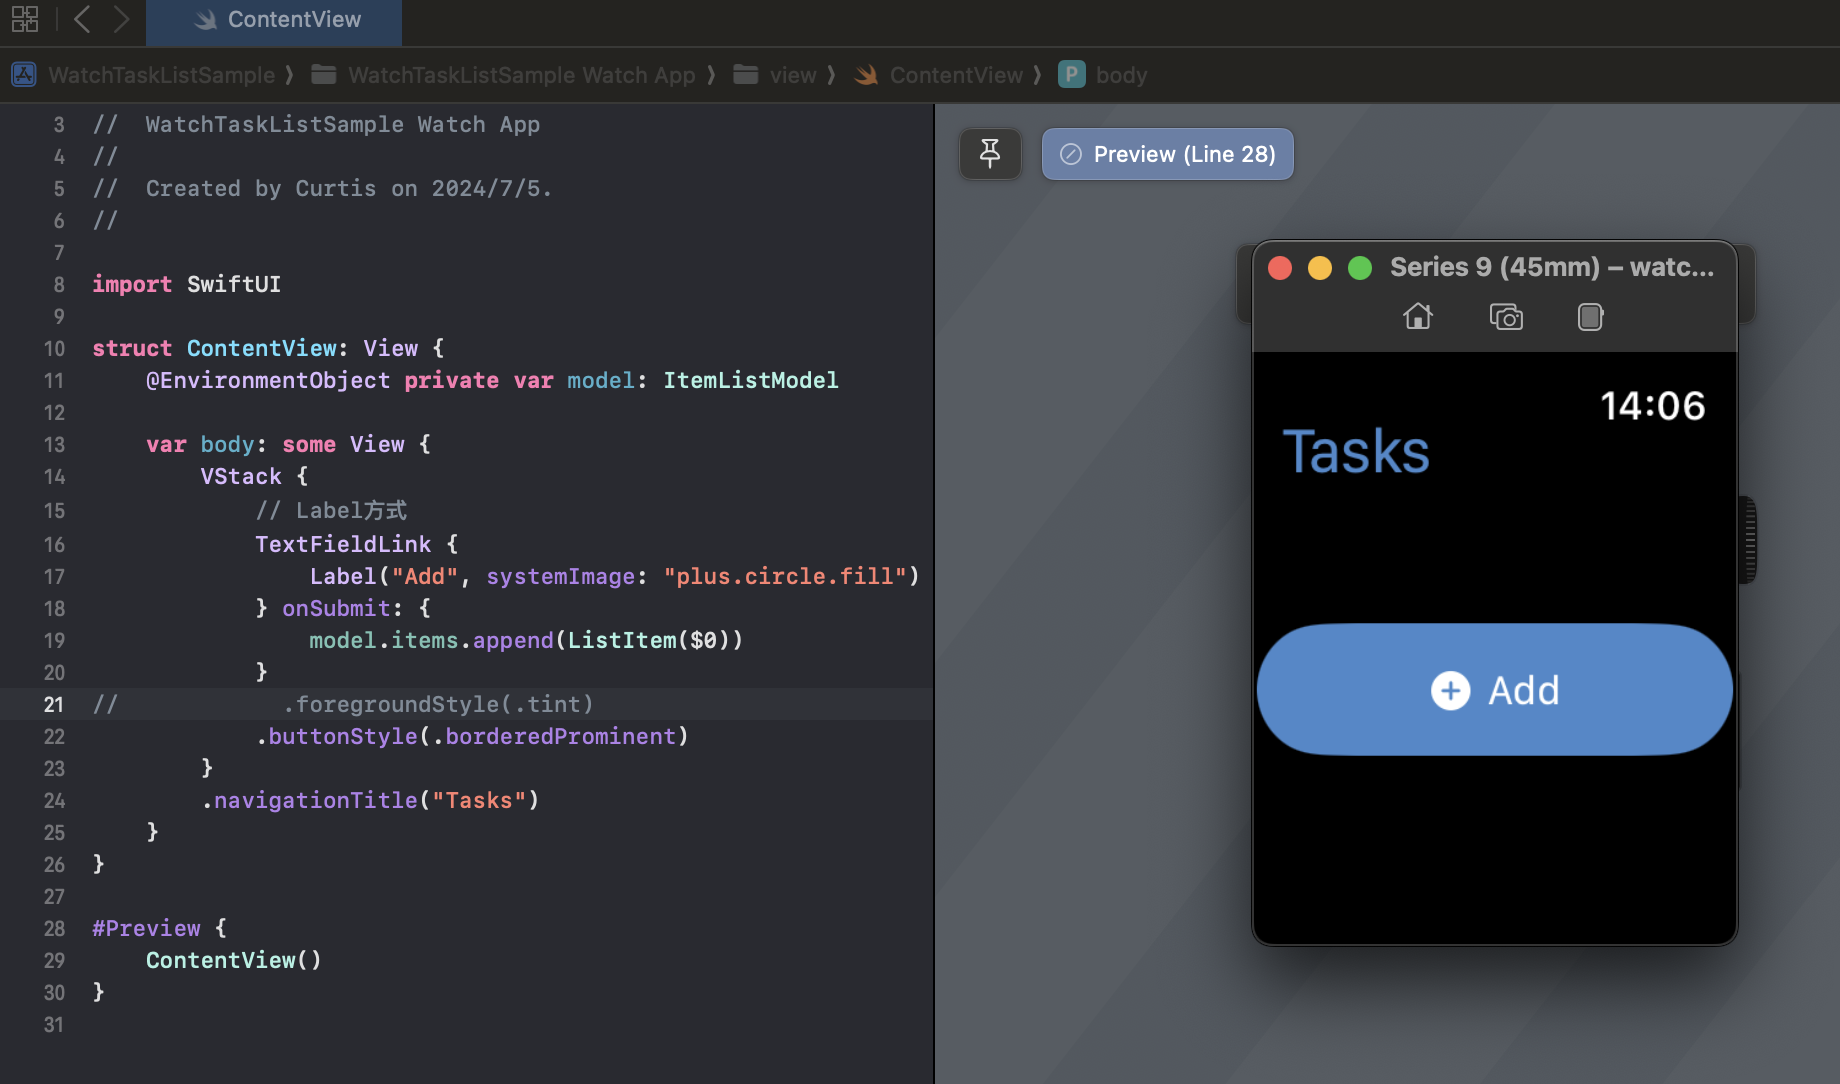 ContentView
WatchTaskListSample ⟩ WatchTaskListSample Watch App ⟩ view ⟩ ContentView ⟩ P body
3 //  WatchTaskListSample Watch App
4 //
5 //  Created by Curtis on 2024/7/5.
6 //
7
8 import SwiftUI
9
10 struct ContentView: View {
11     @EnvironmentObject private var model: ItemListModel
12
13     var body: some View {
14         VStack {
15             // Label方式
16             TextFieldLink {
17                 Label("Add", systemImage: "plus.circle.fill")
18             } onSubmit: {
19                 model.items.append(ListItem($0))
20             }
21 //            .foregroundStyle(.tint)
22             .buttonStyle(.borderedProminent)
23         }
24         .navigationTitle("Tasks")
25     }
26 }
27
28 #Preview {
29     ContentView()
30 }
31
Preview (Line 28)
Series 9 (45mm) – watc...
14:06
Tasks
Add